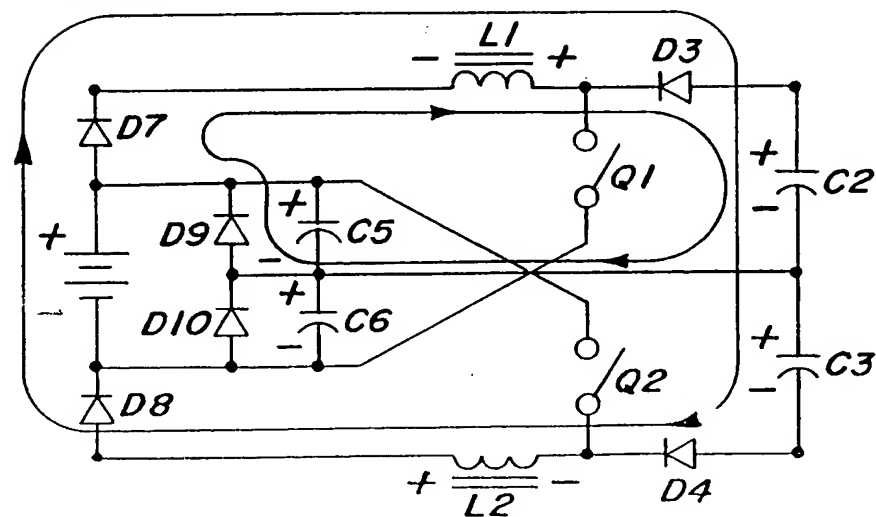 L1
- +
D3
D7
+
Q1
C2
-
+
D9
+
C5
-
-
D10
+
C6
-
+
C3
-
D8
Q2
+ -
L2
D4